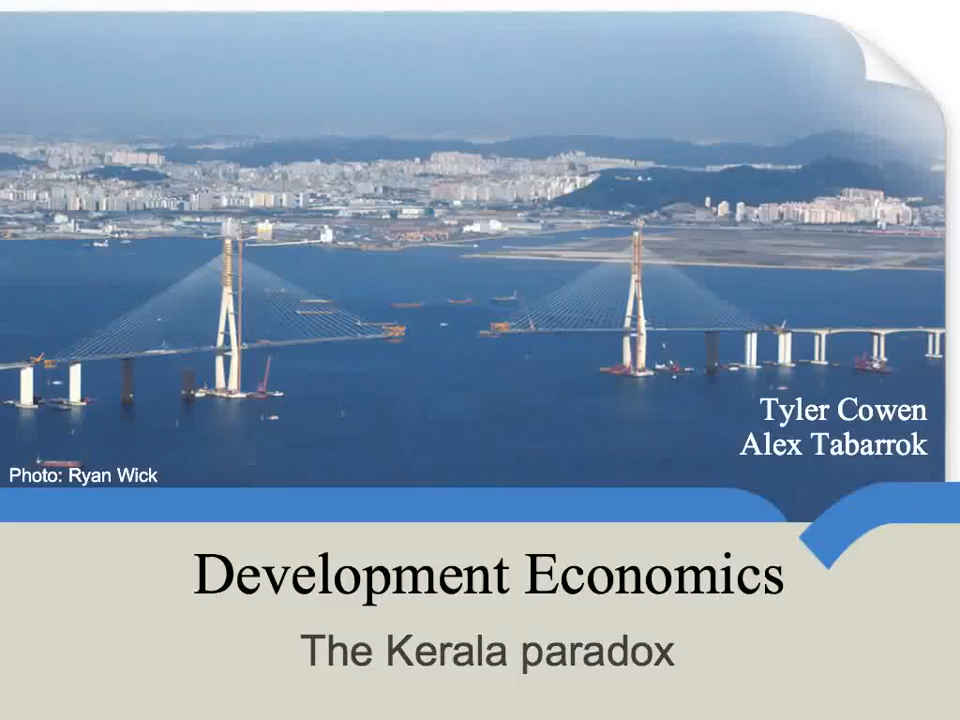 Tyler Cowen
Alex Tabarrok
Photo: Ryan Wick
Development Economics
The Kerala paradox